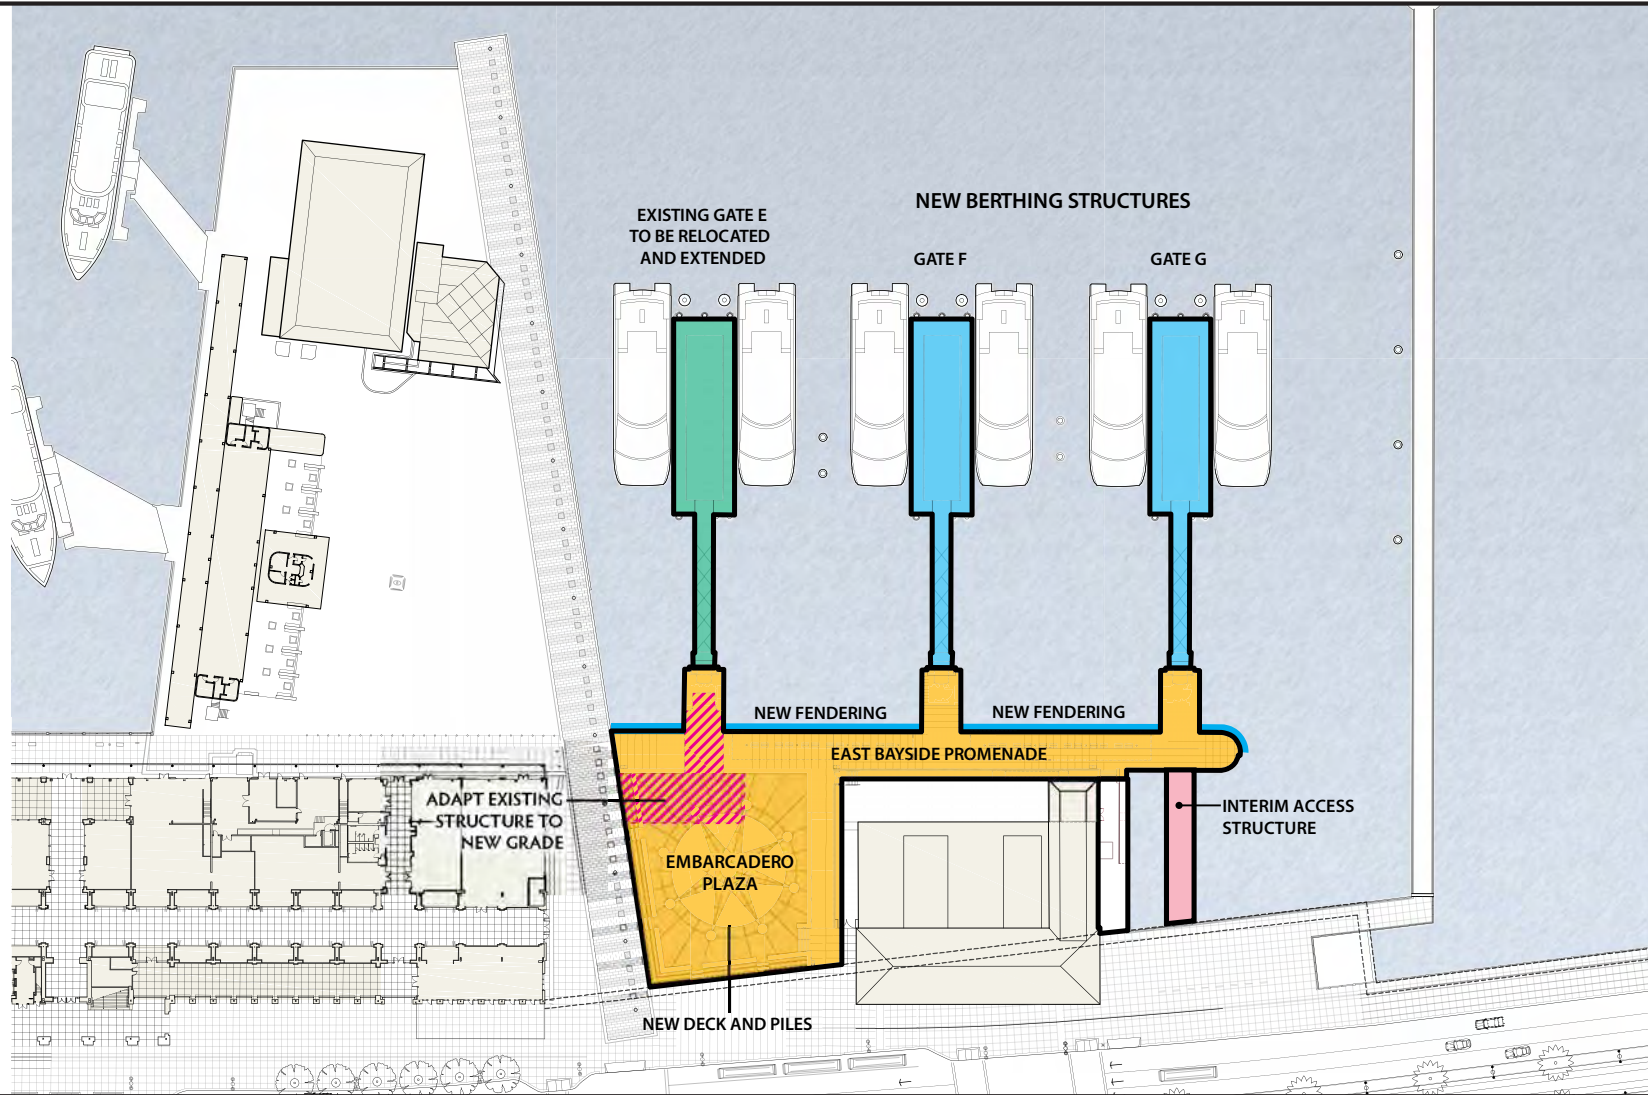 NEW BERTHING STRUCTURES
EXISTING GATE E
TO BE RELOCATED
AND EXTENDED
GATE F
GATE G
NEW FENDERING
NEW FENDERING
EAST BAYSIDE PROMENADE
ADAPT EXISTING
STRUCTURE TO
NEW GRADE
INTERIM ACCESS
STRUCTURE
EMBARCADERO
PLAZA
NEW DECK AND PILES